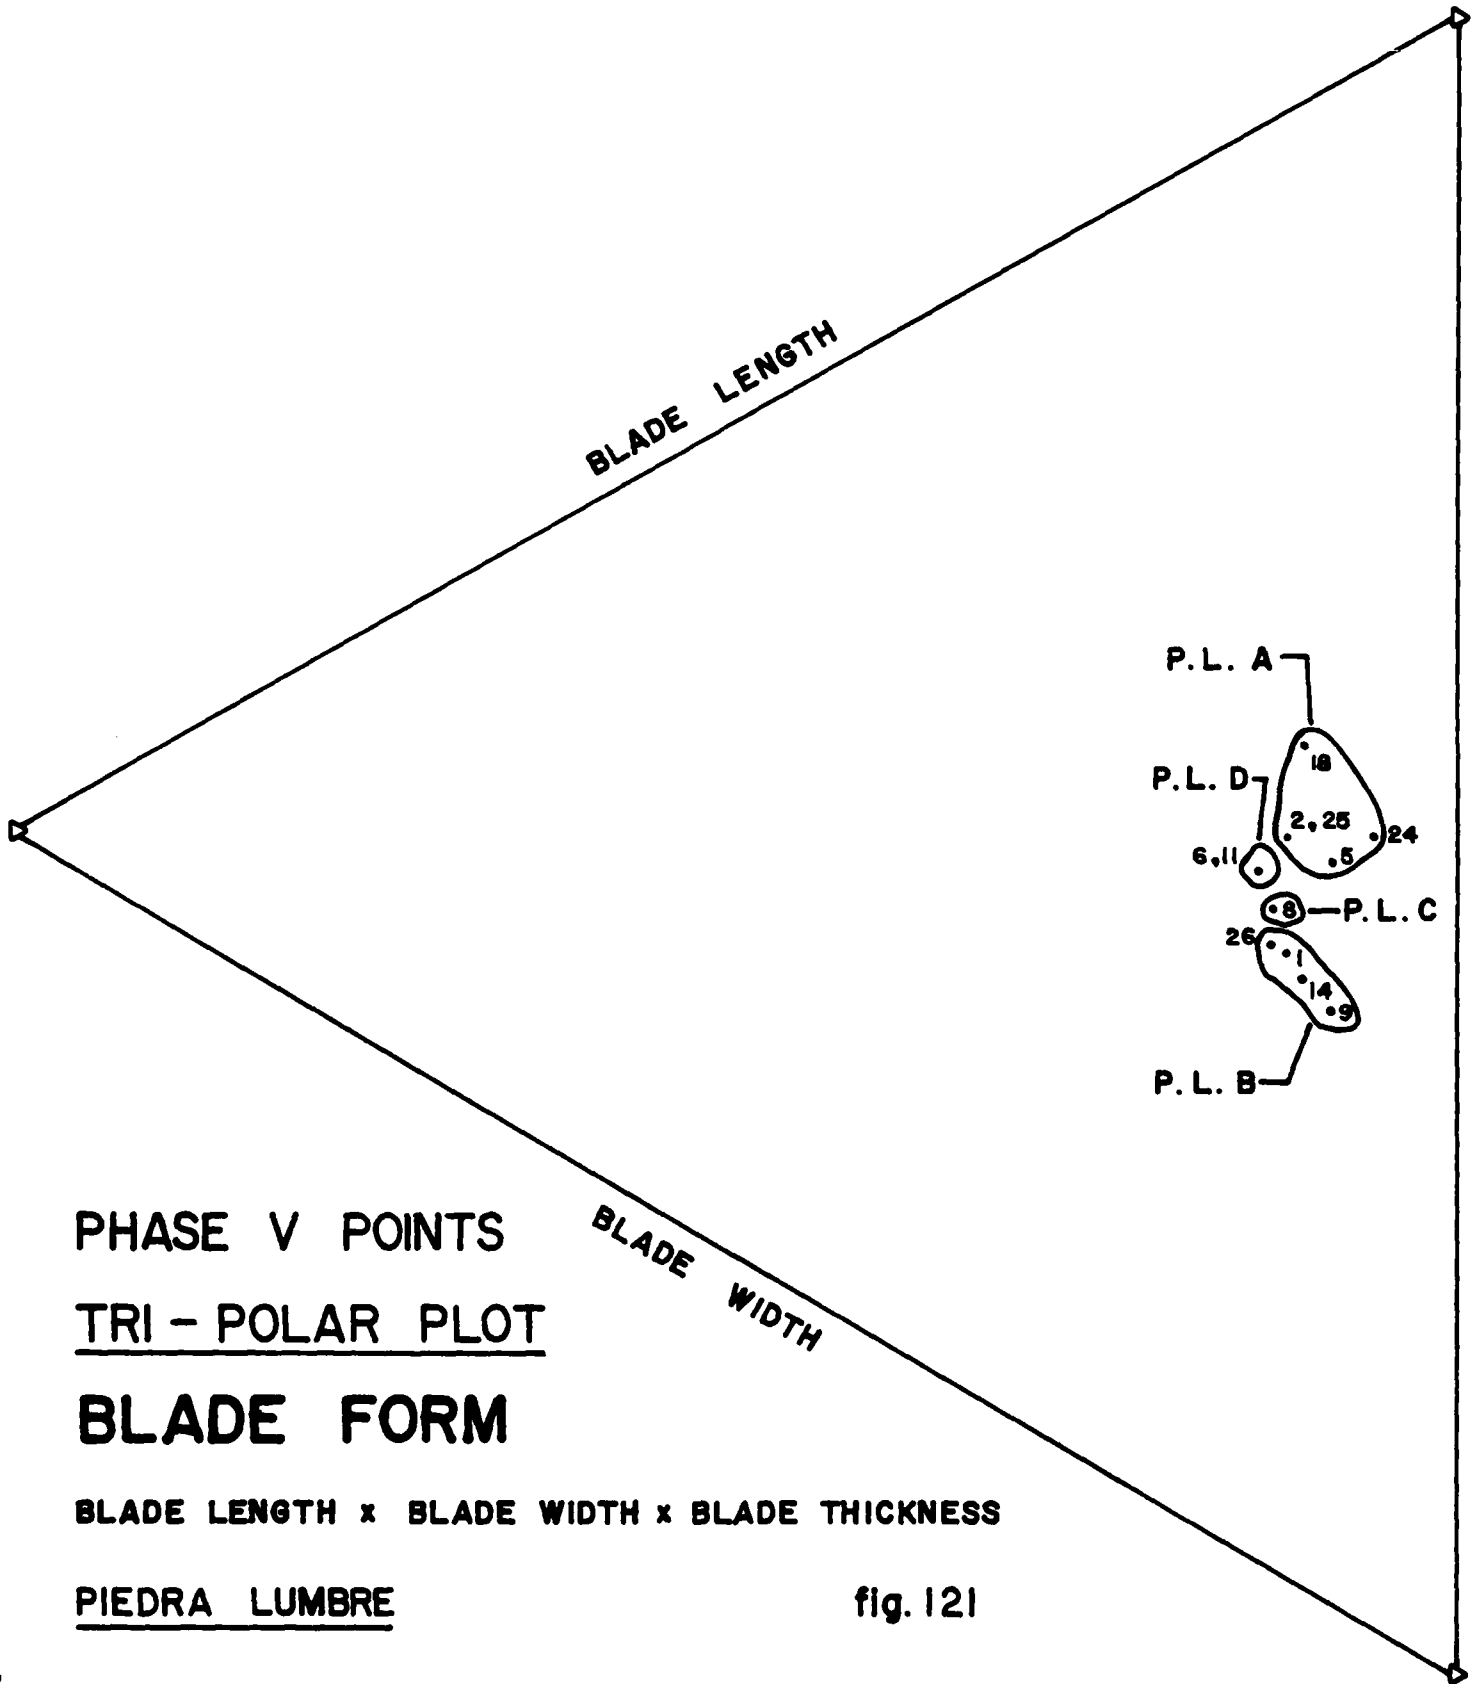 BLADE LENGTH
P.L. A
18
P.L. D
2, 25
24
6, 11
5
8
P.L. C
26
1
14
9
P.L. B
BLADE WIDTH
PHASE V POINTS
TRI - POLAR PLOT
BLADE FORM
BLADE LENGTH x BLADE WIDTH x BLADE THICKNESS
PIEDRA LUMBRE
fig. 121